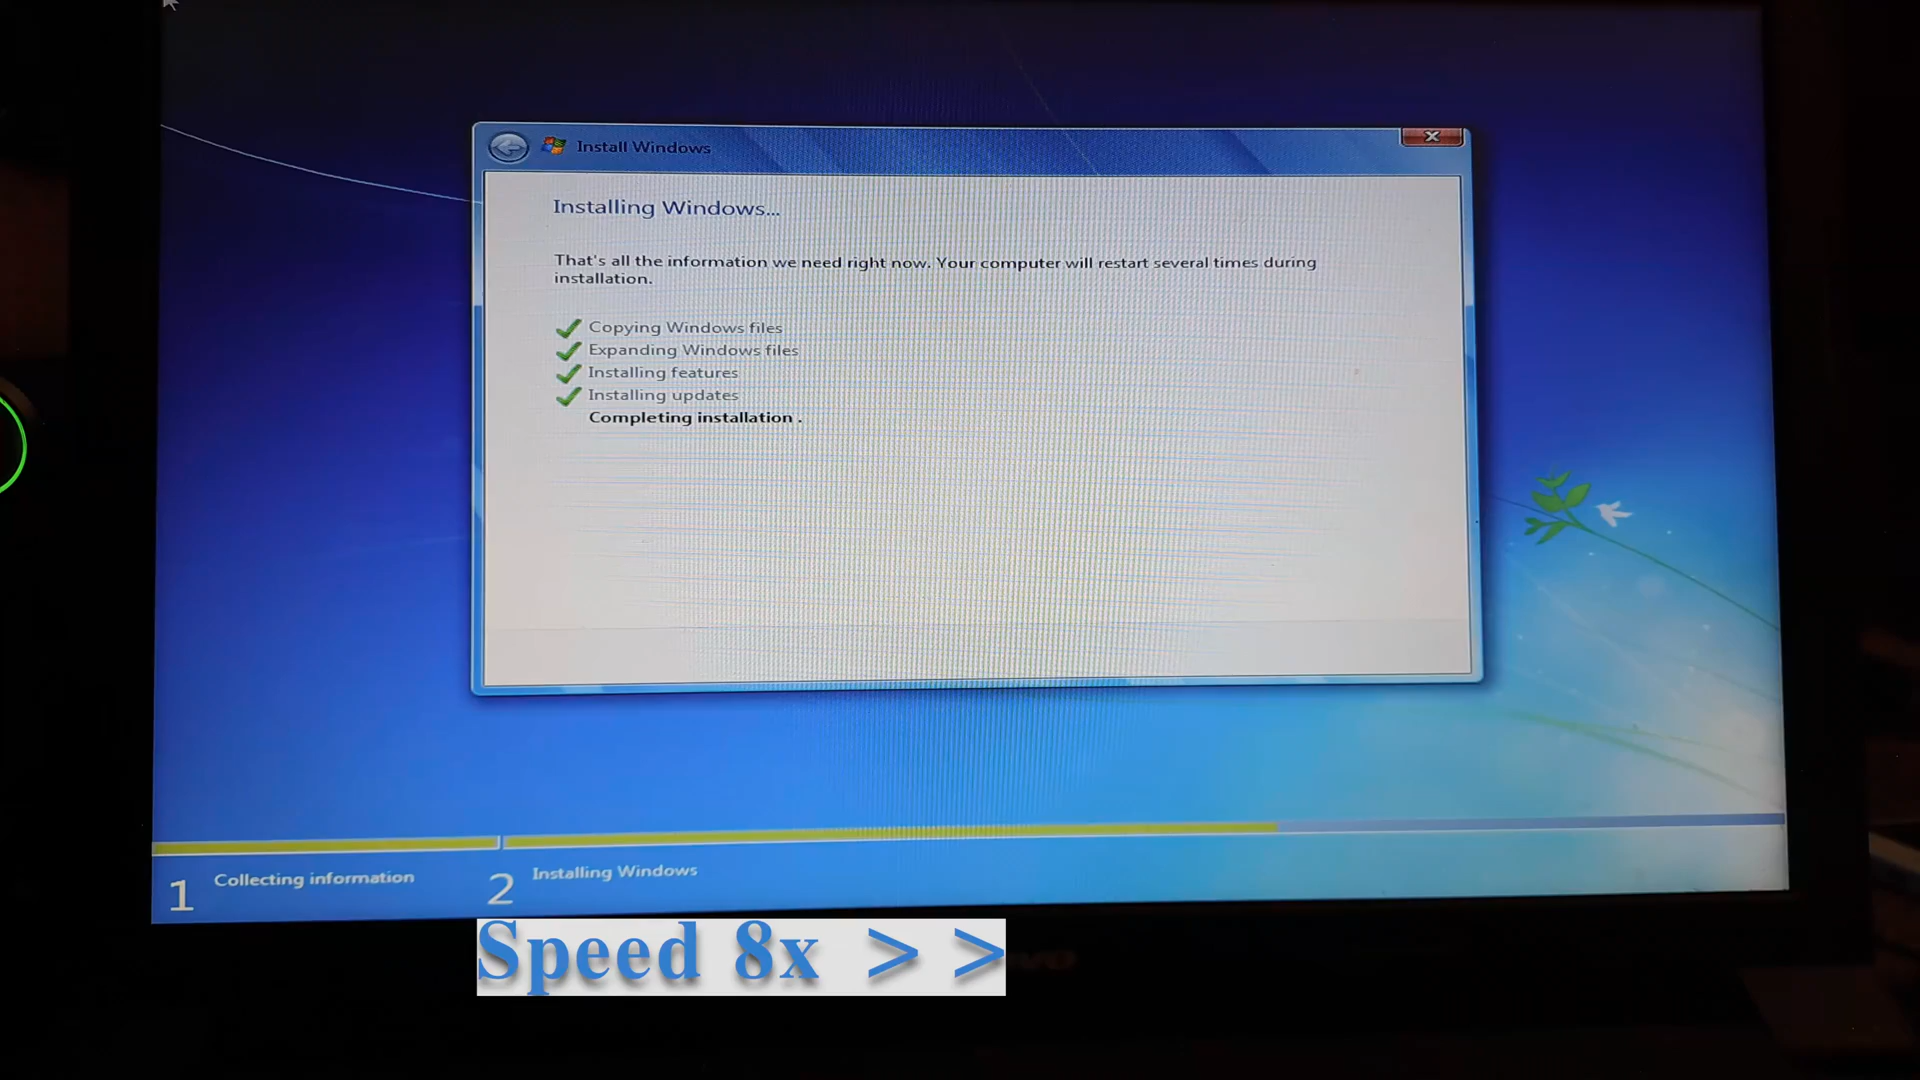 Install Windows
Installing Windows...
That's all the information we need right now. Your computer will restart several times during
installation.
Copying Windows files
Expanding Windows files
Installing features
Installing updates
Completing installation .
1 Collecting information
2 Installing Windows
Speed 8x > >